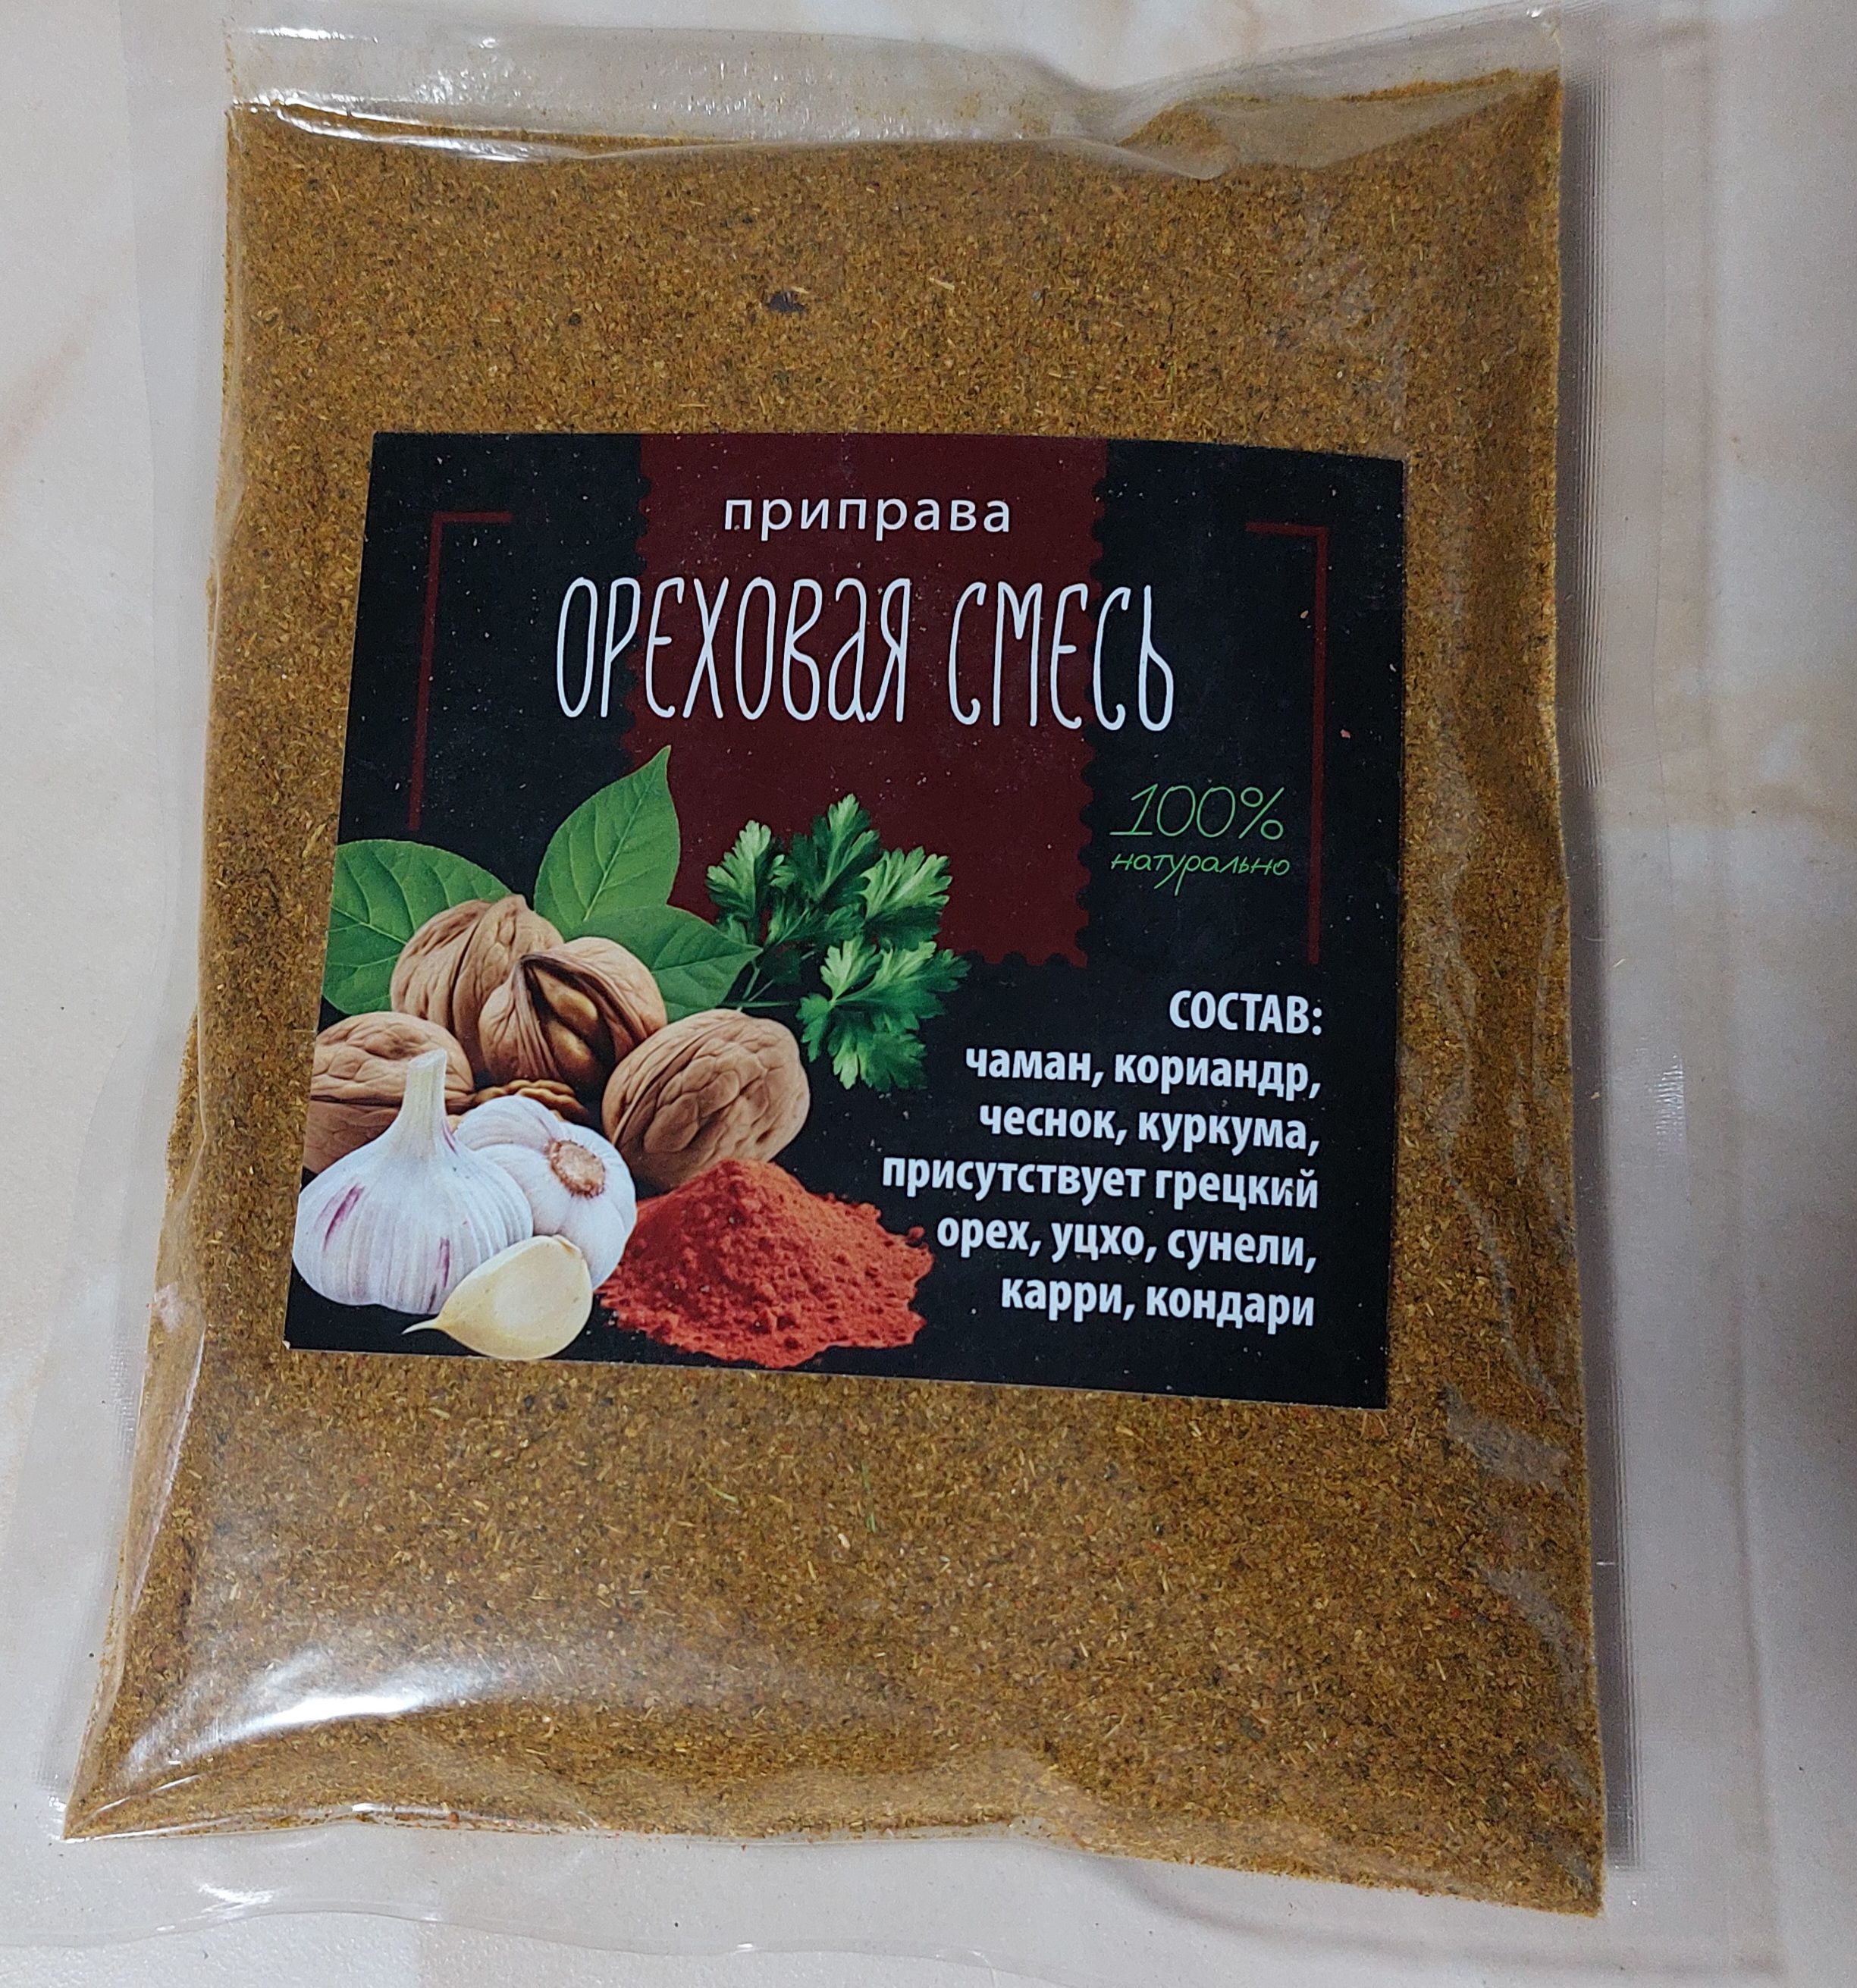 приправа
ОРЕХОВАЯ СМЕСЬ
100%
натурально
СОСТАВ:
чаман, кориандр,
чеснок, куркума,
присутствует грецкий
орех, уцхо, сунели,
карри, кондари